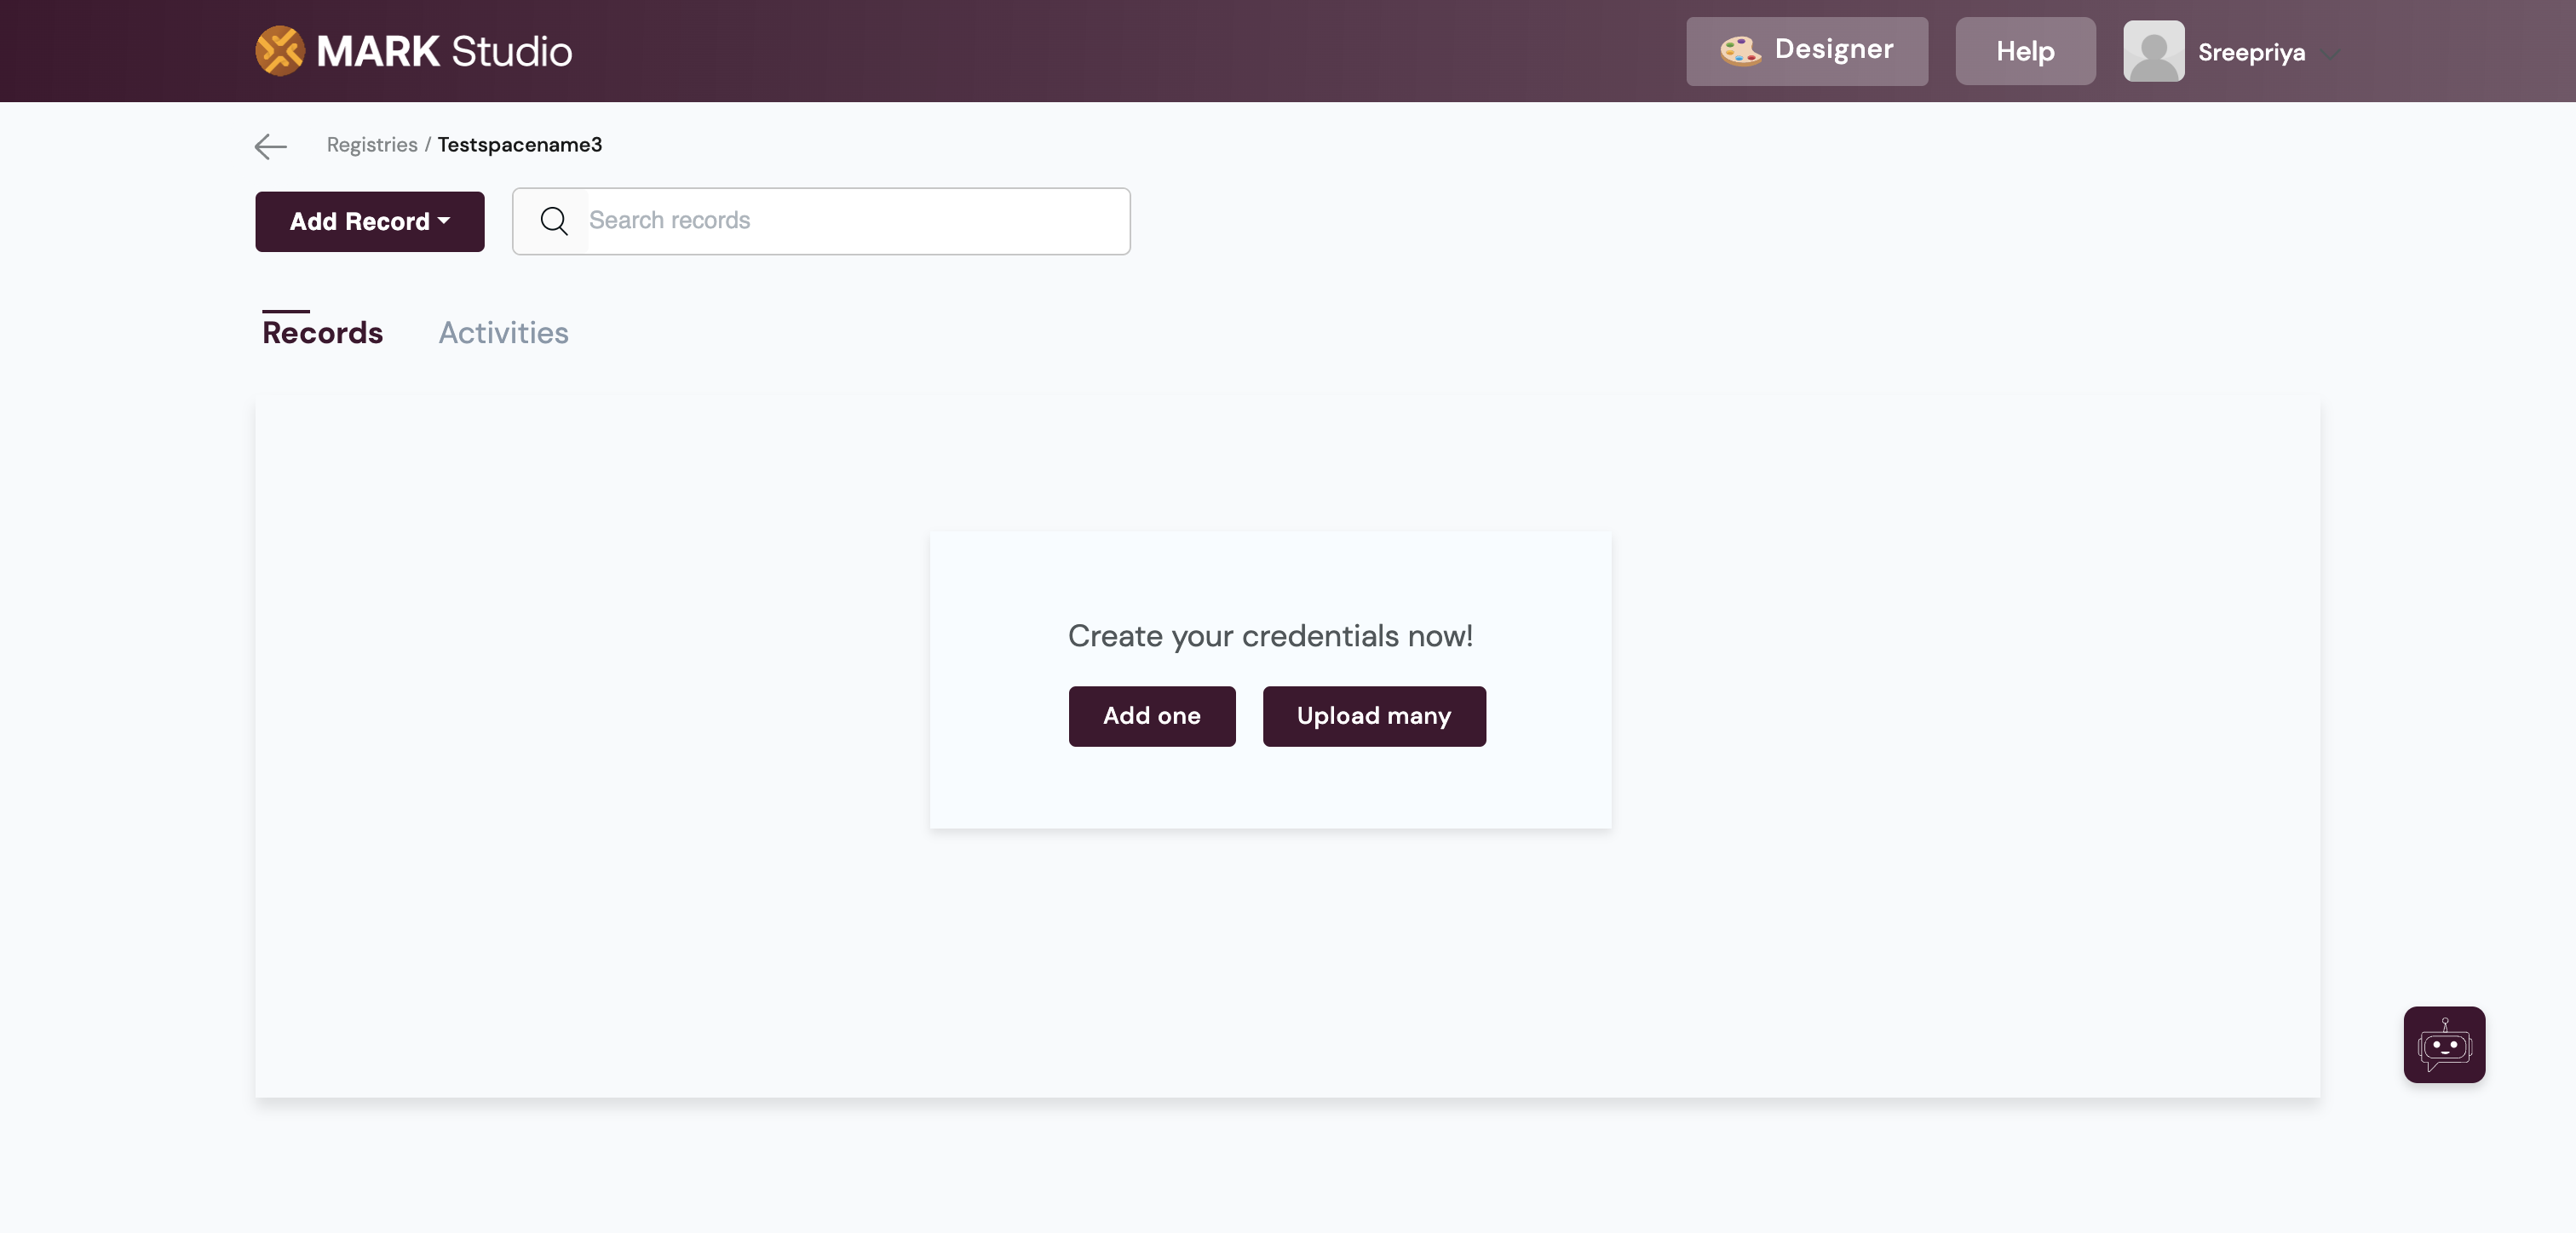 MARK Studio
Designer
Help
Sreepriya
Registries / Testspacename3
Add Record
Search records
Records
Activities
Create your credentials now!
Add one
Upload many